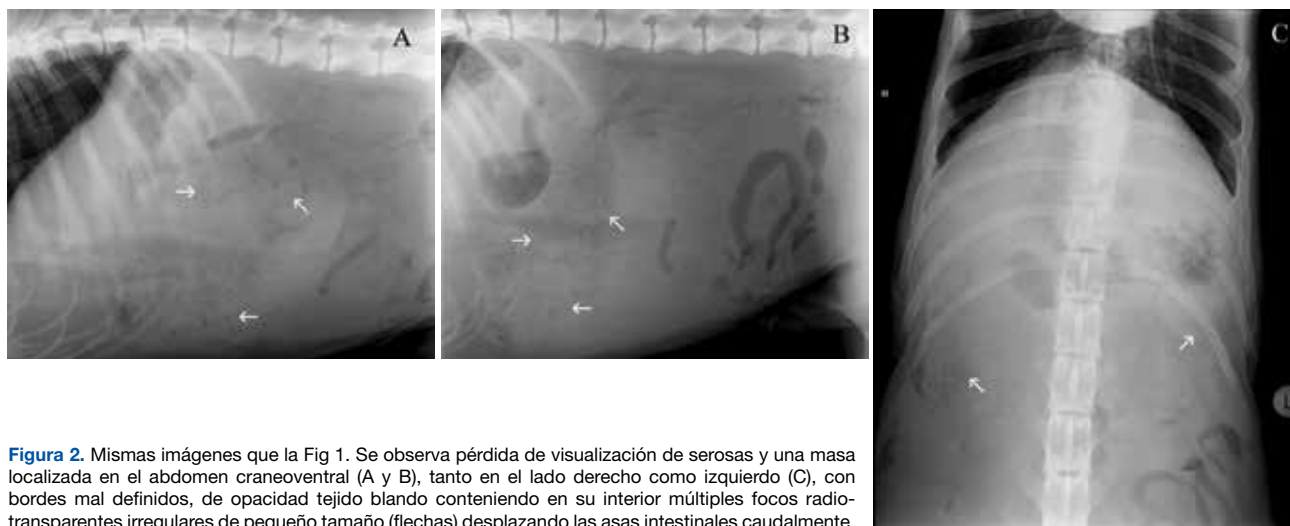 A
B
C
L
Figura 2. Mismas imágenes que la Fig 1. Se observa pérdida de visualización de serosas y una masa
localizada en el abdomen craneoventral (A y B), tanto en el lado derecho como izquierdo (C), con
bordes mal definidos, de opacidad tejido blando conteniendo en su interior múltiples focos radio-
transparentes irregulares de pequeño tamaño (flechas) desplazando las asas intestinales caudalmente.